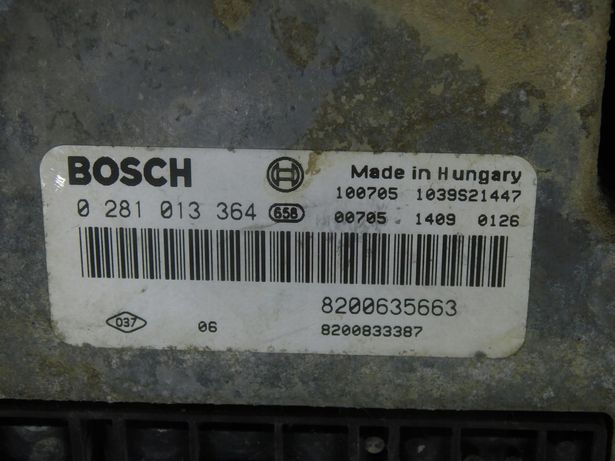 BOSCH
Made in Hungary
100705 1039S21447
0 281 013 364 658
00705 1409 0126
8200635663
037 06
8200833387